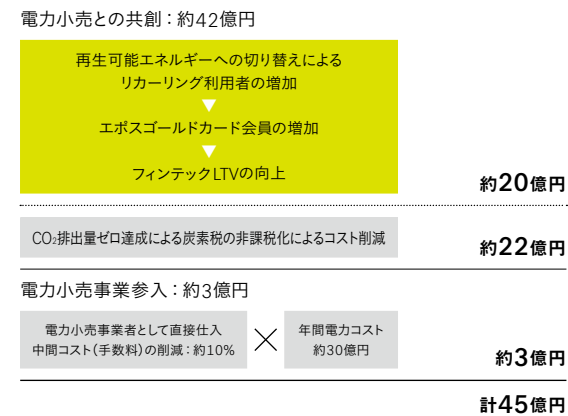 電力小売との共創：約42億円
再生可能エネルギーへの切り替えによる
リカーリング利用者の増加
エポスゴールドカード会員の増加
フィンテックLTVの向上
約20億円
CO₂排出量ゼロ達成による炭素税の非課税化によるコスト削減
約22億円
電力小売事業参入：約3億円
電力小売事業者として直接仕入
中間コスト（手数料）の削減：約10%
×
年間電力コスト
約30億円
約3億円
計45億円